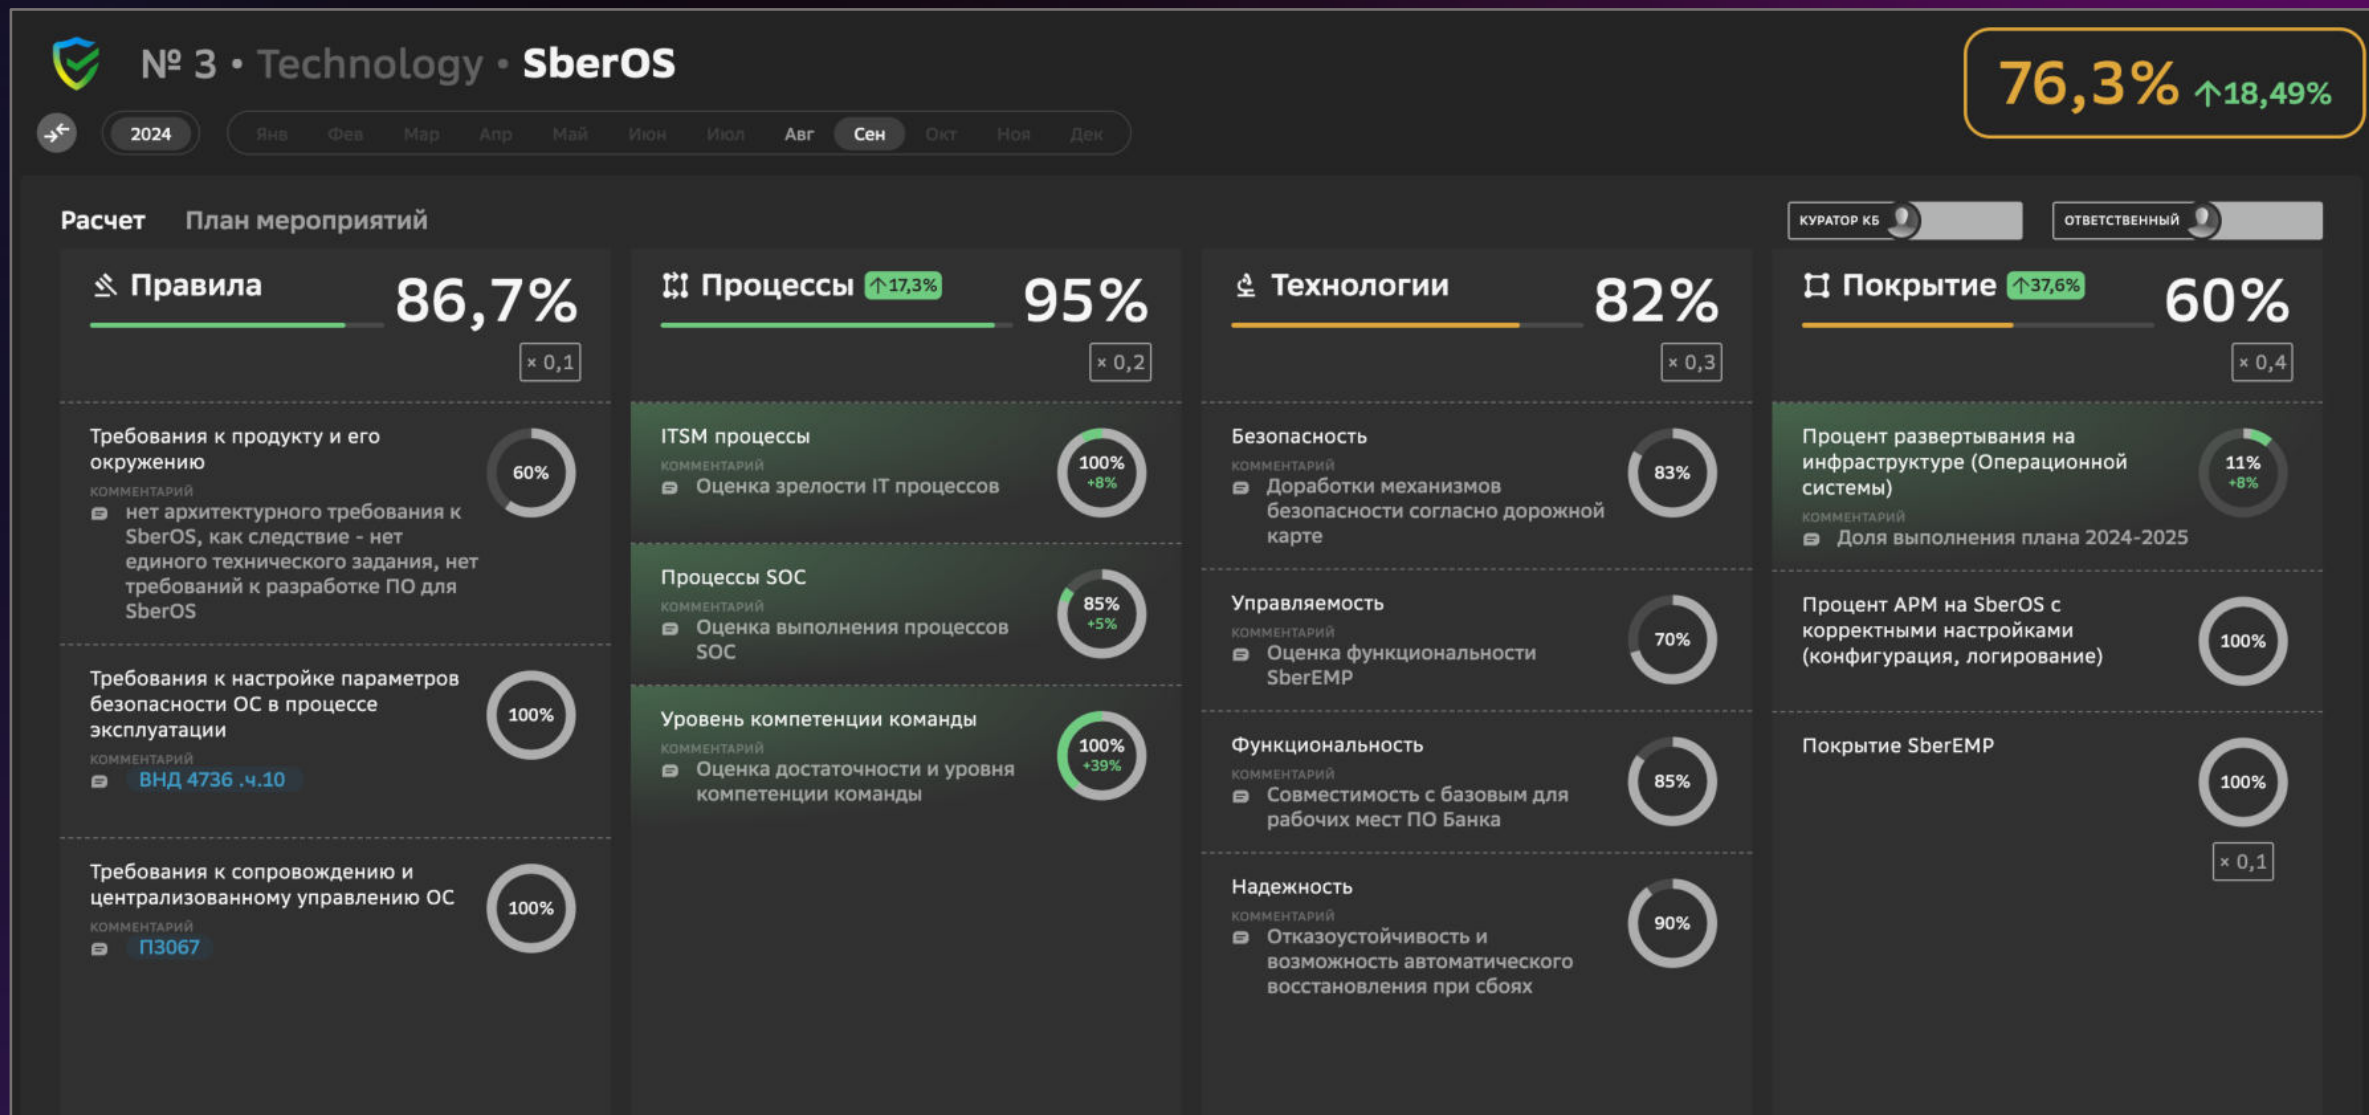 № 3 • Technology • SberOS
76,3% ↑18,49%
2024
Янв Фев Мар Апр Май Июн Июл Авг Сен Окт Ноя Дек
Расчет План мероприятий
КУРАТОР КБ
ОТВЕТСТВЕННЫЙ
Правила
86,7%
× 0,1
Требования к продукту и его
окружению
60%
КОММЕНТАРИЙ
нет архитектурного требования к
SberOS, как следствие - нет
единого технического задания, нет
требований к разработке ПО для
SberOS
Требования к настройке параметров
безопасности ОС в процессе
эксплуатации
100%
КОММЕНТАРИЙ
ВНД 4736 .ч.10
Требования к сопровождению и
централизованному управлению ОС
100%
КОММЕНТАРИЙ
П3067
Процессы ↑17,3%
95%
× 0,2
ITSM процессы
100%
+8%
КОММЕНТАРИЙ
Оценка зрелости IT процессов
Процессы SOC
85%
+5%
КОММЕНТАРИЙ
Оценка выполнения процессов
SOC
Уровень компетенции команды
100%
+39%
КОММЕНТАРИЙ
Оценка достаточности и уровня
компетенции команды
Технологии
82%
× 0,3
Безопасность
83%
КОММЕНТАРИЙ
Доработки механизмов
безопасности согласно дорожной
карте
Управляемость
70%
КОММЕНТАРИЙ
Оценка функциональности
SberEMP
Функциональность
85%
КОММЕНТАРИЙ
Совместимость с базовым для
рабочих мест ПО Банка
Надежность
90%
КОММЕНТАРИЙ
Отказоустойчивость и
возможность автоматического
восстановления при сбоях
Покрытие ↑37,6%
60%
× 0,4
Процент развертывания на
инфраструктуре (Операционной
системы)
11%
+8%
КОММЕНТАРИЙ
Доля выполнения плана 2024-2025
Процент АРМ на SberOS с
корректными настройками
(конфигурация, логирование)
100%
Покрытие SberEMP
100%
× 0,1